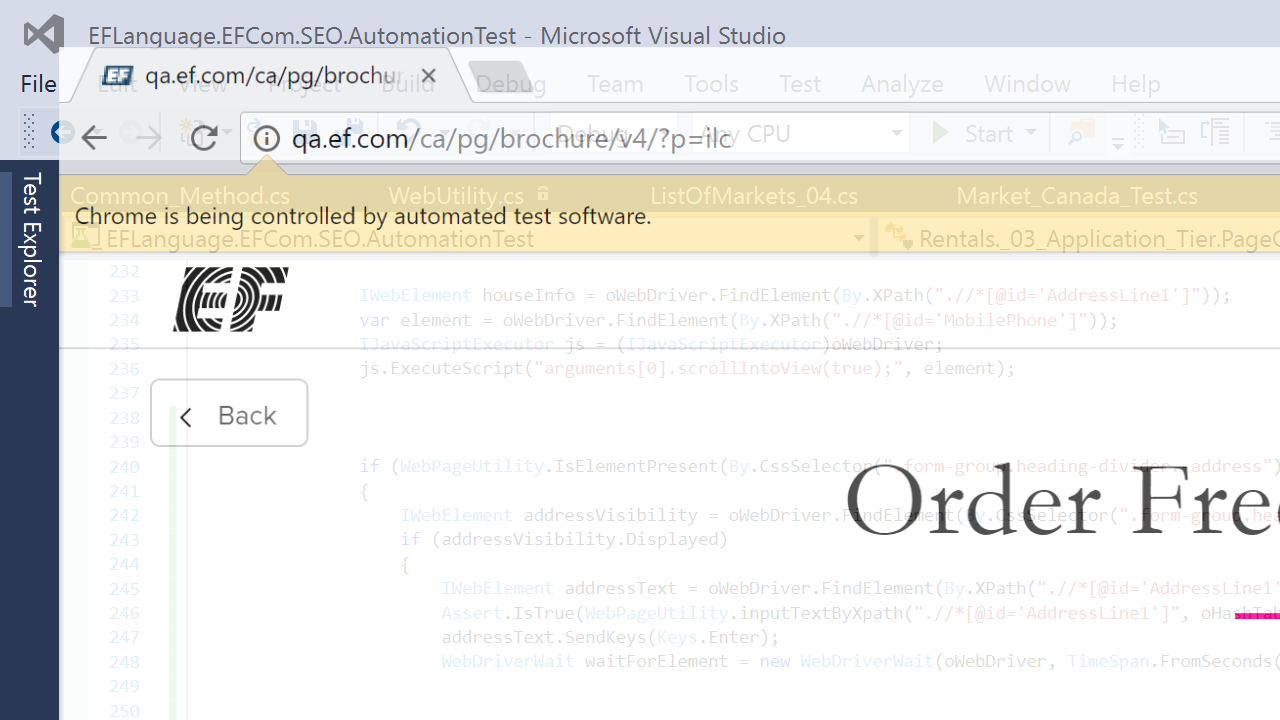 EFLanguage.EFCom.SEO.AutomationTest - Microsoft Visual Studio
EF qa.ef.com/ca/pg/brochur
File Edit View Project Build Debug Team Tools Test Analyze Window Help
qa.ef.com/ca/pg/brochure/v4/?p=ilc
Debug Any CPU Start
Test Explorer
Common_Method.cs WebUtility.cs ListOfMarkets_04.cs Market_Canada_Test.cs
Chrome is being controlled by automated test software.
EFLanguage.EFCom.SEO.AutomationTest Rentals._03_Application_Tier.PageC
EF
Back
Order Free
232
233 IWebElement houseInfo = oWebDriver.FindElement(By.XPath(".//*[@id='AddressLine1']"));
234 var element = oWebDriver.FindElement(By.XPath(".//*[@id='MobilePhone']"));
235 IJavaScriptExecutor js = (IJavaScriptExecutor)oWebDriver;
236 js.ExecuteScript("arguments[0].scrollIntoView(true);", element);
237
238
239
240 if (WebPageUtility.IsElementPresent(By.CssSelector(".form-group.heading-divider._address")
241 {
242 IWebElement addressVisibility = oWebDriver.FindElement(By.CssSelector(".form-group.hea
243 if (addressVisibility.Displayed)
244 {
245 IWebElement addressText = oWebDriver.FindElement(By.XPath(".//*[@id='AddressLine1'
246 Assert.IsTrue(WebPageUtility.inputTextByXpath(".//*[@id='AddressLine1']", oHashTab
247 addressText.SendKeys(Keys.Enter);
248 WebDriverWait waitForElement = new WebDriverWait(oWebDriver, TimeSpan.FromSeconds(
249
250